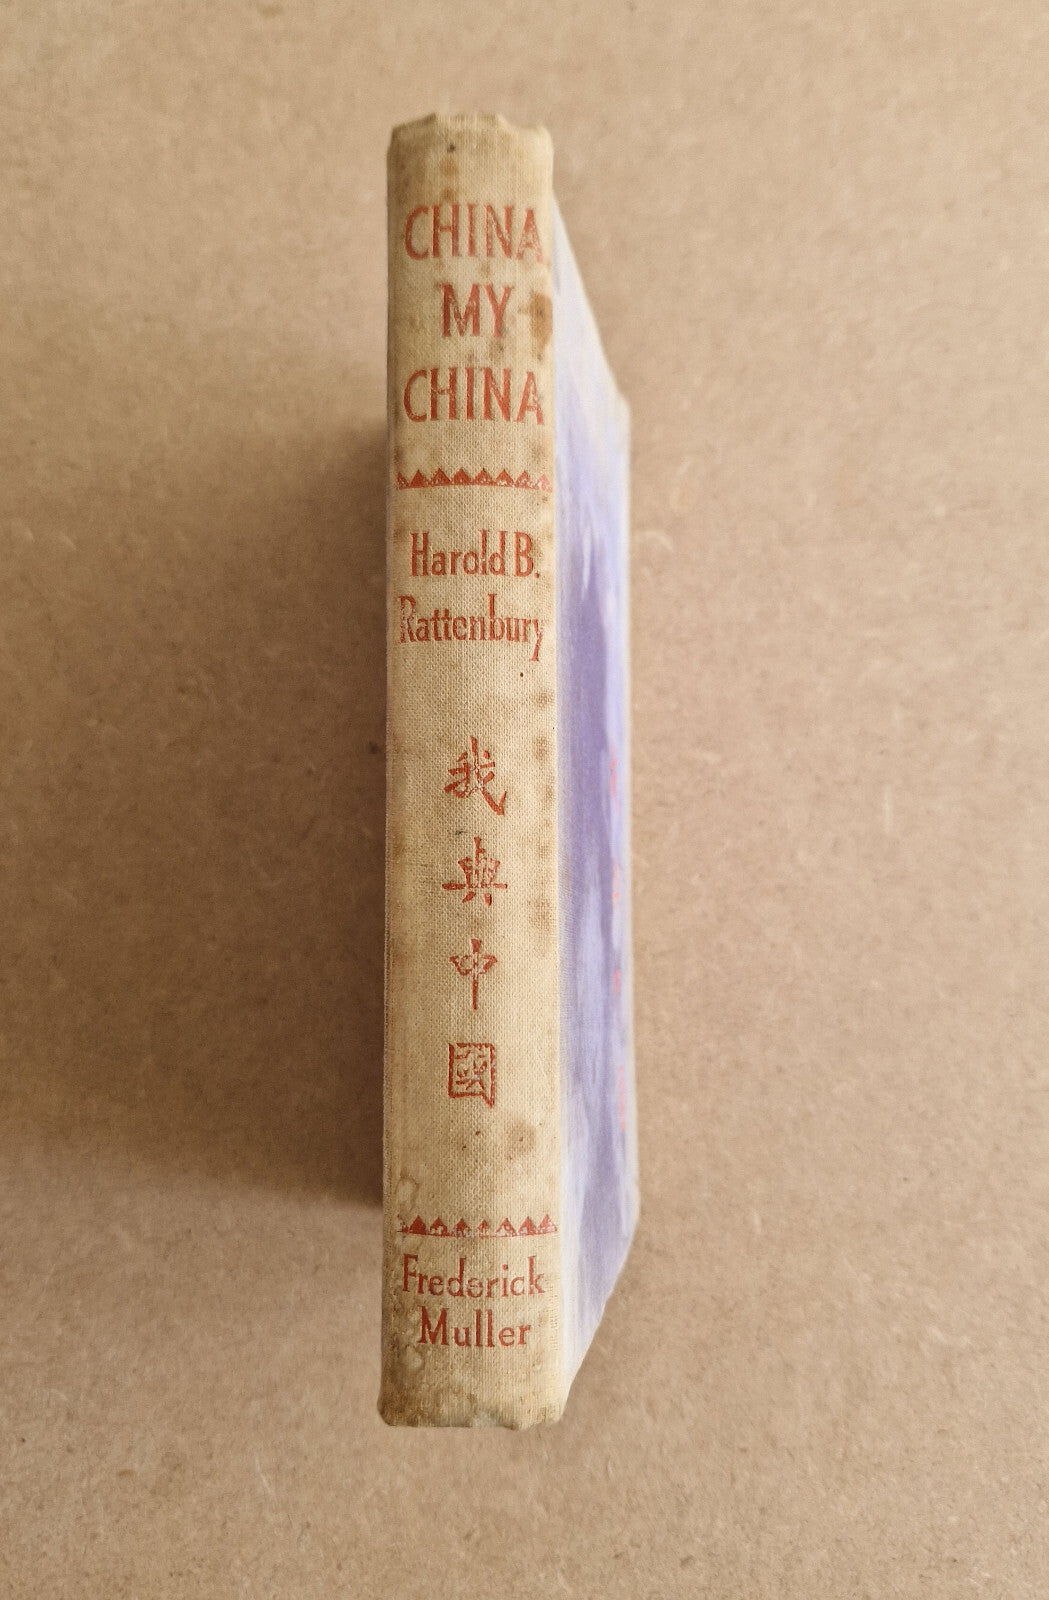 CHINA
MY
CHINA
Harold B.
Rattenbury
我
與
中
國
Frederick
Muller